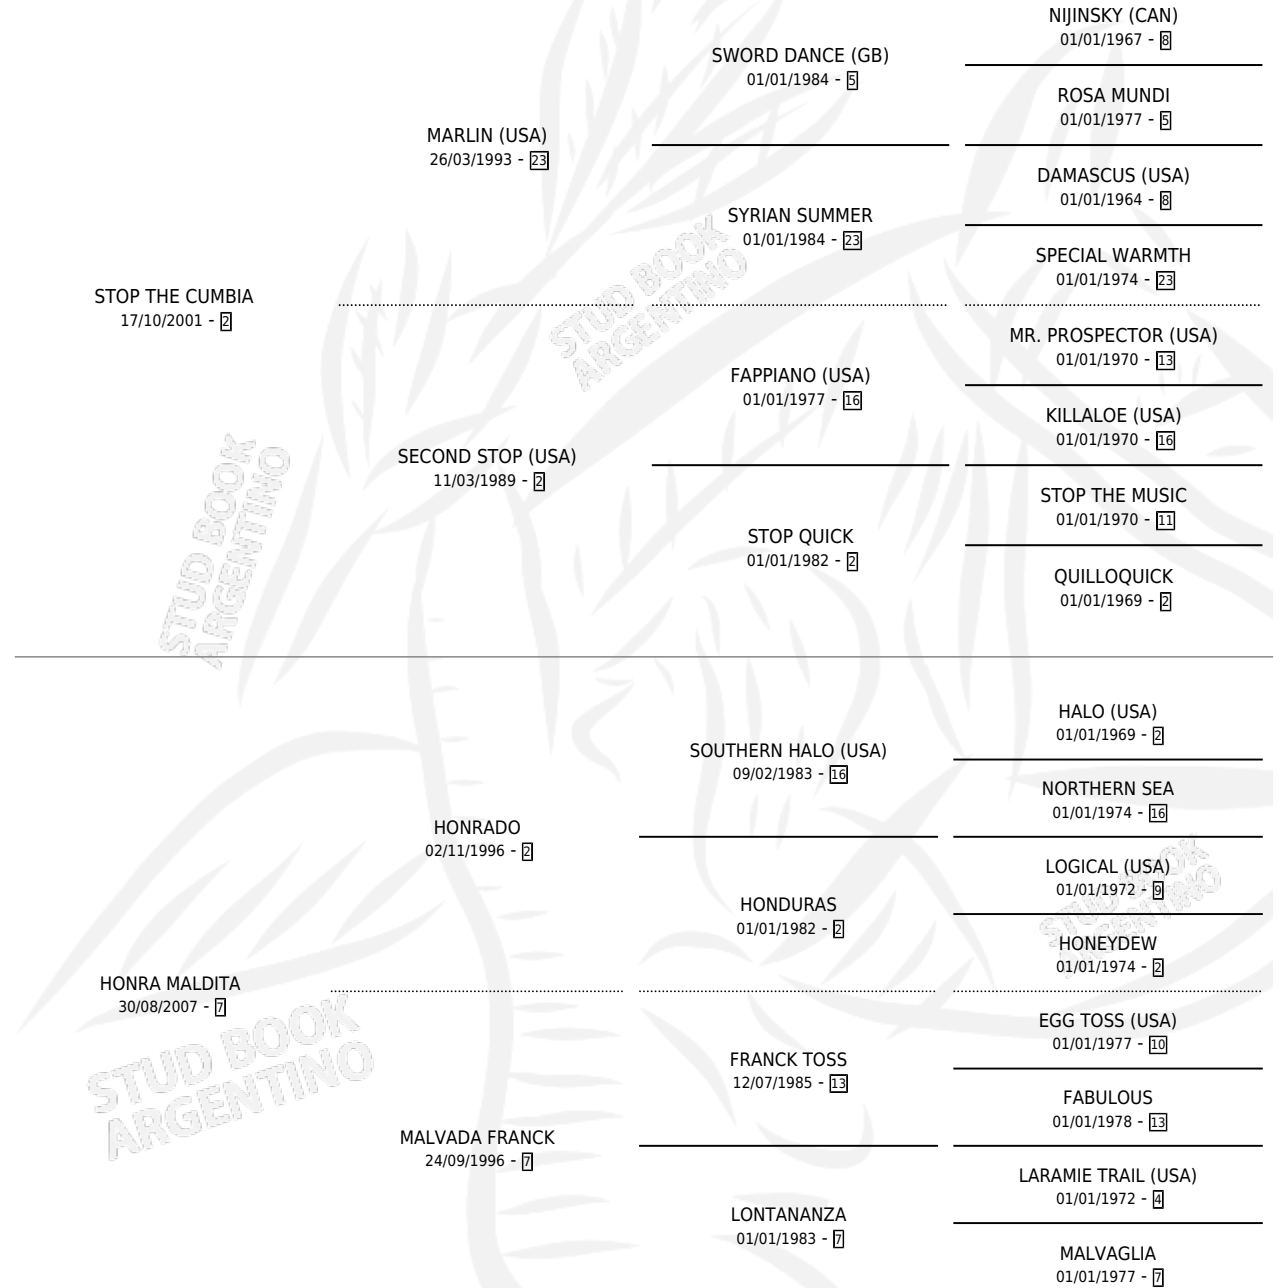 NIJINSKY (CAN)
01/01/1967 - 8
SWORD DANCE (GB)
01/01/1984 - 5
ROSA MUNDI
01/01/1977 - 5
MARLIN (USA)
26/03/1993 - 23
DAMASCUS (USA)
01/01/1964 - 8
SYRIAN SUMMER
01/01/1984 - 23
SPECIAL WARMTH
01/01/1974 - 23
STOP THE CUMBIA
17/10/2001 - 2
STUD BOOK
ARGENTINO
MR. PROSPECTOR (USA)
01/01/1970 - 13
FAPPIANO (USA)
01/01/1977 - 16
KILLALOE (USA)
01/01/1970 - 16
SECOND STOP (USA)
11/03/1989 - 2
STOP THE MUSIC
01/01/1970 - 11
STOP QUICK
01/01/1982 - 2
QUILLOQUICK
01/01/1969 - 2
STUD BOOK
ARGENTINO
HALO (USA)
01/01/1969 - 2
SOUTHERN HALO (USA)
09/02/1983 - 16
NORTHERN SEA
01/01/1974 - 16
HONRADO
02/11/1996 - 2
LOGICAL (USA)
01/01/1972 - 9
HONDURAS
01/01/1982 - 2
HONEYDEW
01/01/1974 - 2
STUD BOOK
ARGENTINO
HONRA MALDITA
30/08/2007 - 7
EGG TOSS (USA)
01/01/1977 - 10
FRANCK TOSS
12/07/1985 - 13
FABULOUS
01/01/1978 - 13
STUD BOOK
ARGENTINO
MALVADA FRANCK
24/09/1996 - 7
LARAMIE TRAIL (USA)
01/01/1972 - 4
LONTANANZA
01/01/1983 - 7
MALVAGLIA
01/01/1977 - 7